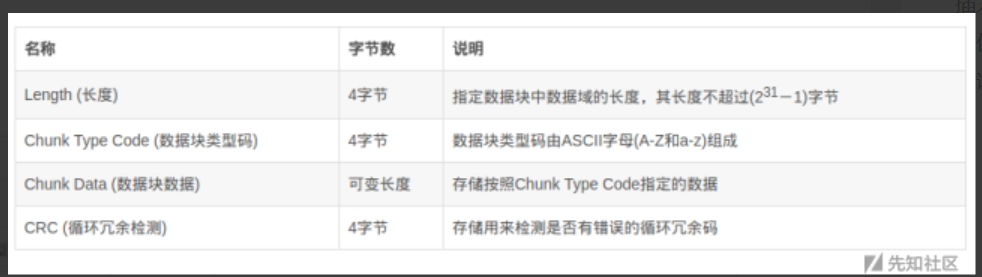 名称 字节数 说明
Length (长度) 4字节 指定数据块中数据域的长度，其长度不超过(2³¹－1)字节
Chunk Type Code (数据块类型码) 4字节 数据块类型码由ASCII字母(A-Z和a-z)组成
Chunk Data (数据块数据) 可变长度 存储按照Chunk Type Code指定的数据
CRC (循环冗余检测) 4字节 存储用来检测是否有错误的循环冗余码
先知社区